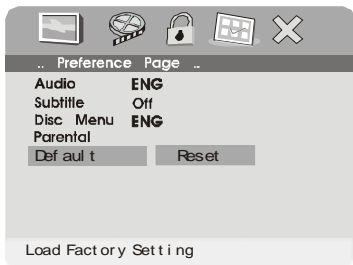 .. Preference Page ..
Audio ENG
Subtitle Off
Disc Menu ENG
Parental
Default Reset
Load Factory Setting